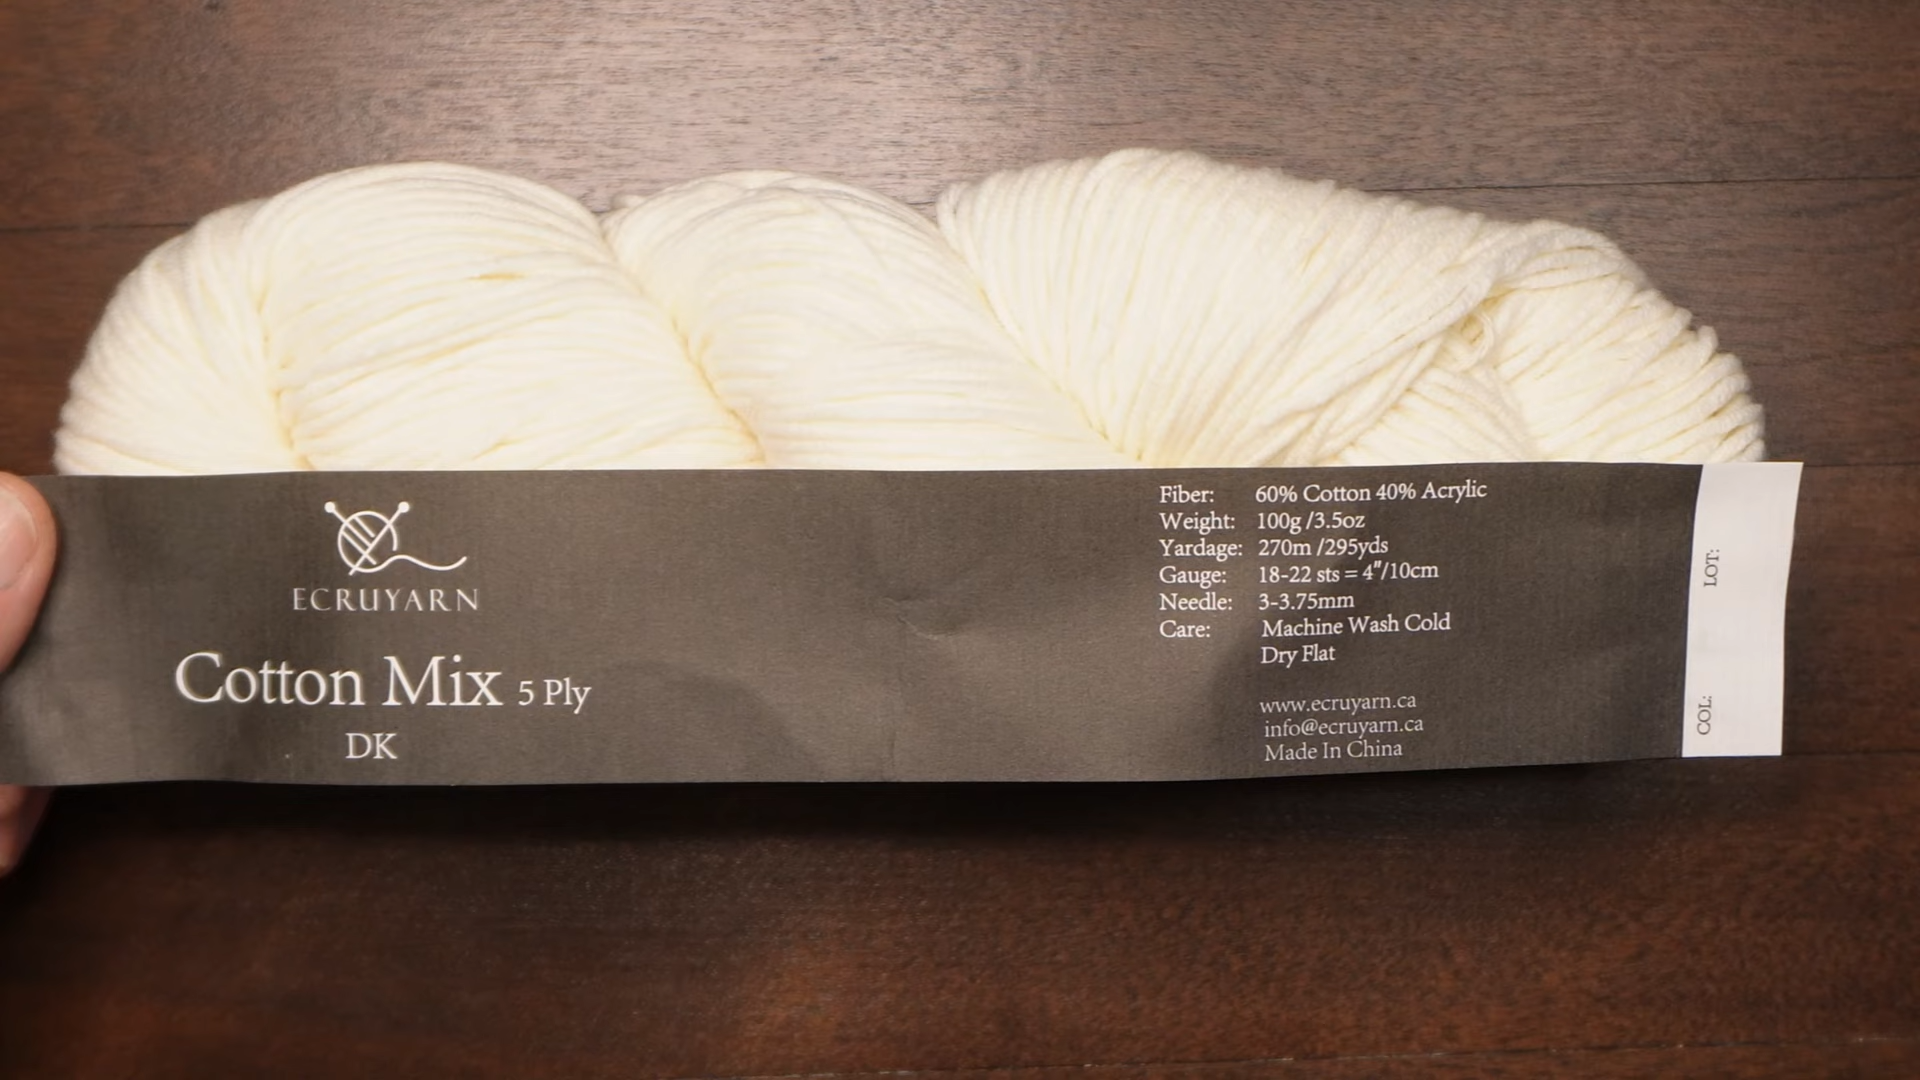 ECRUYARN
Cotton Mix 5 Ply
DK
Fiber: 60% Cotton 40% Acrylic
Weight: 100g /3.5oz
Yardage: 270m /295yds
Gauge: 18-22 sts = 4"/10cm
Needle: 3-3.75mm
Care: Machine Wash Cold
Dry Flat
www.ecruyarn.ca
info@ecruyarn.ca
Made In China
LOT:
COL: